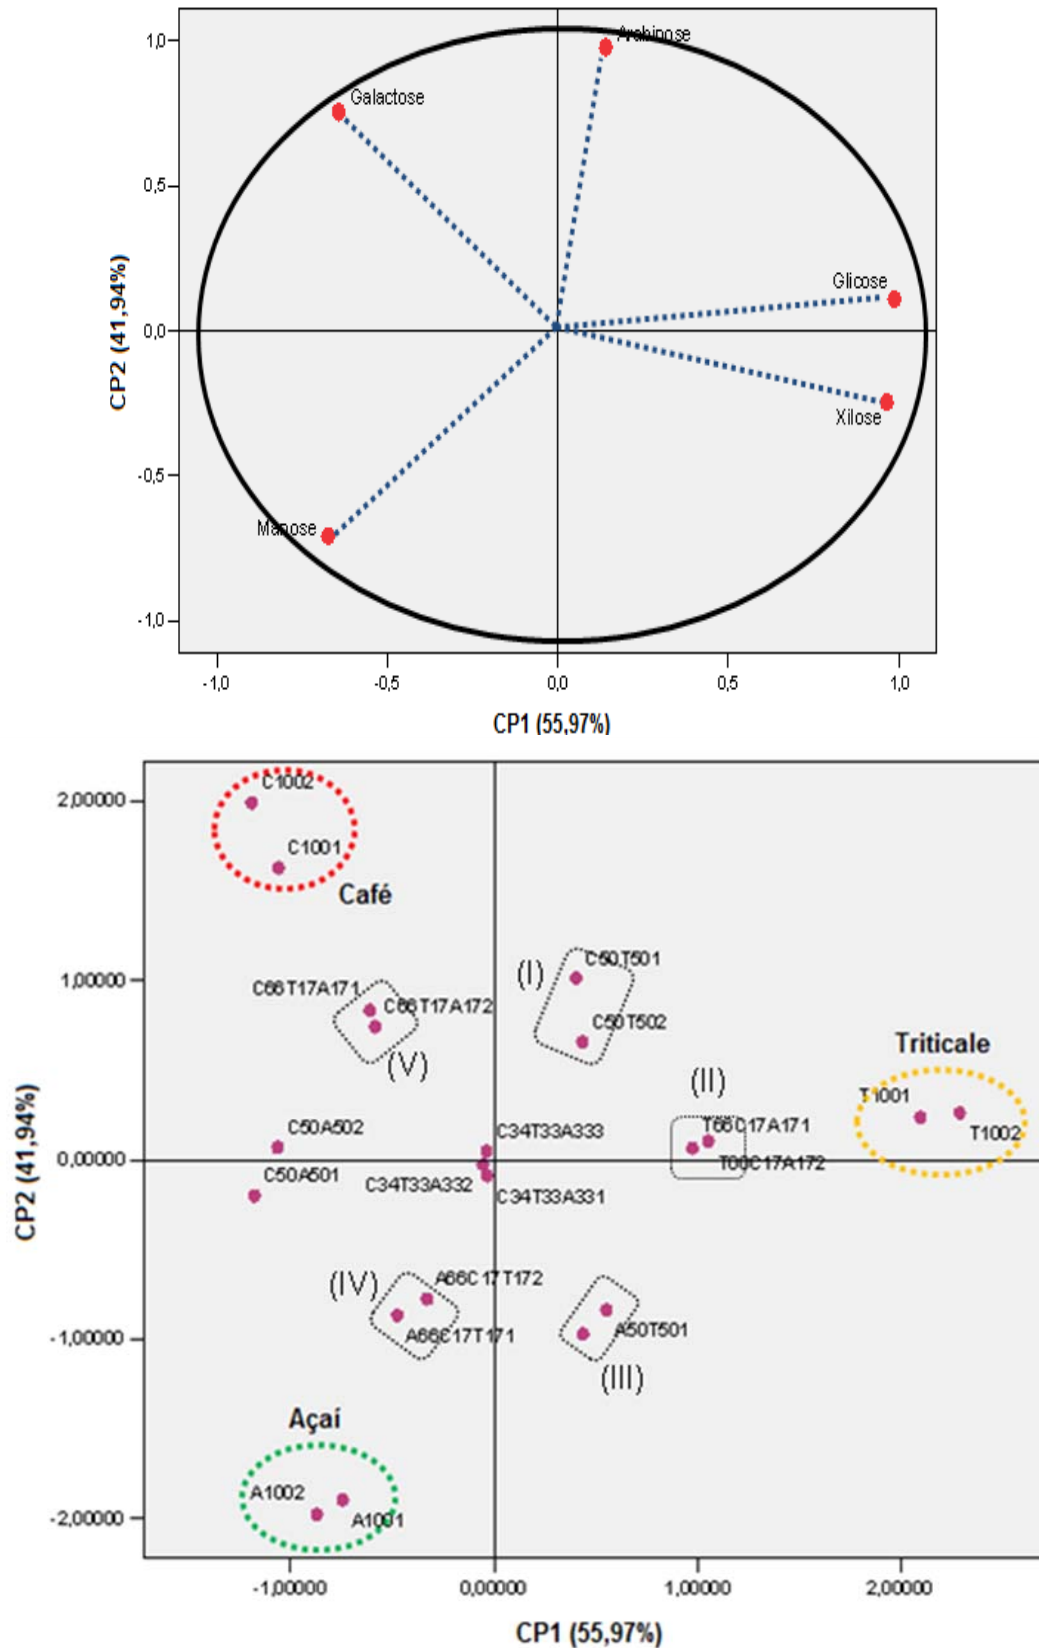 1,0
Arabinose
Galactose
0,5
Glicose
CP2 (41,94%)
0,0
Xilose
-0,5
Manose
-1,0
-1,0 -0,5 0,0 0,5 1,0
CP1 (55,97%)
C1002
2,00000
C1001
Café
(I)
C50T501
C66T17A171
C66T17A172
1,00000
C50T502
Triticale
(V)
(II)
T1001
C50A502
C34T33A333
T66C17A171
T1002
CP2 (41,94%)
0,00000
T66C17A172
C50A501
C34T33A332
C34T33A331
(IV)
A66C17T172
-1,00000
A66C17T171
A50T501
(III)
Açaí
A1002
-2,00000
A1001
-1,00000 0,00000 1,00000 2,00000
CP1 (55,97%)